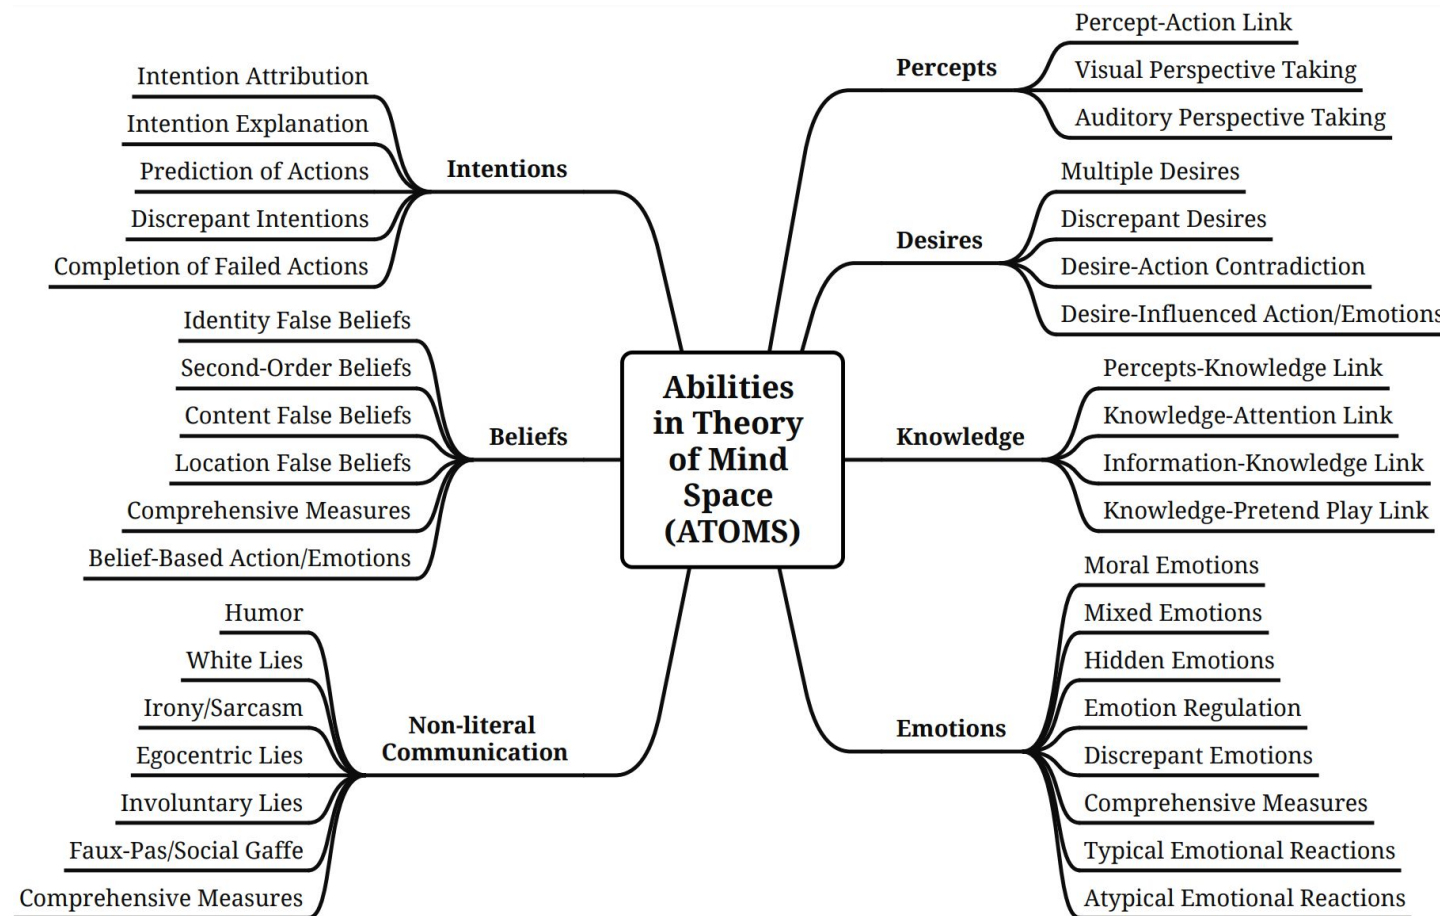 Abilities
in Theory
of Mind
Space
(ATOMS)
Intentions
Intention Attribution
Intention Explanation
Prediction of Actions
Discrepant Intentions
Completion of Failed Actions
Beliefs
Identity False Beliefs
Second-Order Beliefs
Content False Beliefs
Location False Beliefs
Comprehensive Measures
Belief-Based Action/Emotions
Non-literal
Communication
Humor
White Lies
Irony/Sarcasm
Egocentric Lies
Involuntary Lies
Faux-Pas/Social Gaffe
Comprehensive Measures
Percepts
Percept-Action Link
Visual Perspective Taking
Auditory Perspective Taking
Desires
Multiple Desires
Discrepant Desires
Desire-Action Contradiction
Desire-Influenced Action/Emotions
Knowledge
Percepts-Knowledge Link
Knowledge-Attention Link
Information-Knowledge Link
Knowledge-Pretend Play Link
Emotions
Moral Emotions
Mixed Emotions
Hidden Emotions
Emotion Regulation
Discrepant Emotions
Comprehensive Measures
Typical Emotional Reactions
Atypical Emotional Reactions